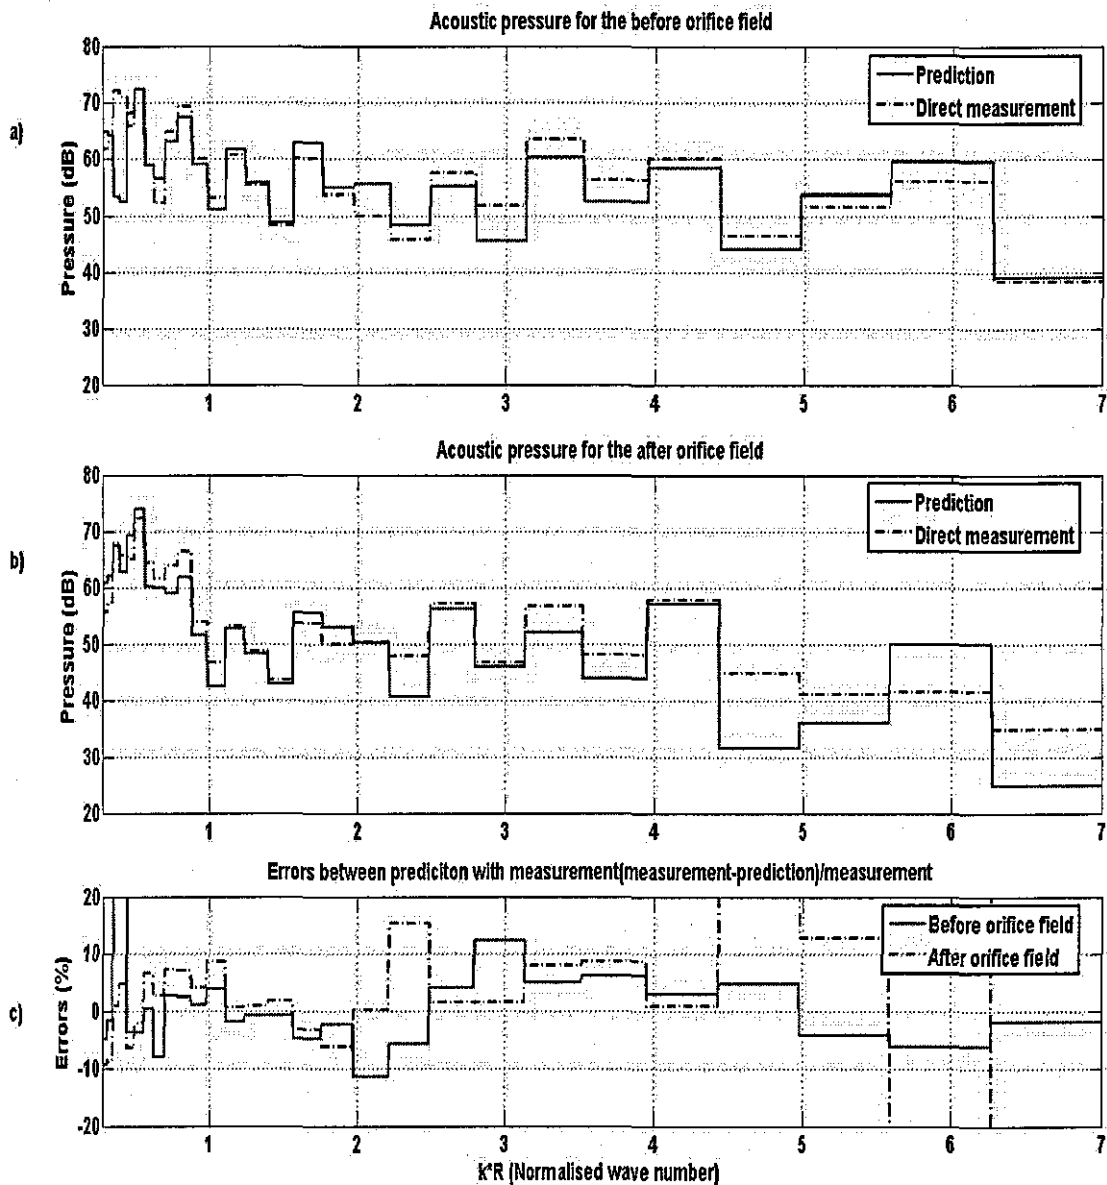 Acoustic pressure for the before orifice field
a)
Pressure (dB)
80
70
60
50
40
30
20
Prediction
Direct measurement
1 2 3 4 5 6 7
Acoustic pressure for the after orifice field
b)
Pressure (dB)
80
70
60
50
40
30
20
Prediction
Direct measurement
1 2 3 4 5 6 7
Errors between prediciton with measurement(measurement-prediction)/measurement
c)
Errors (%)
20
10
0
-10
-20
Before orifice field
After orifice field
1 2 3 4 5 6 7
k*R (Normalised wave number)